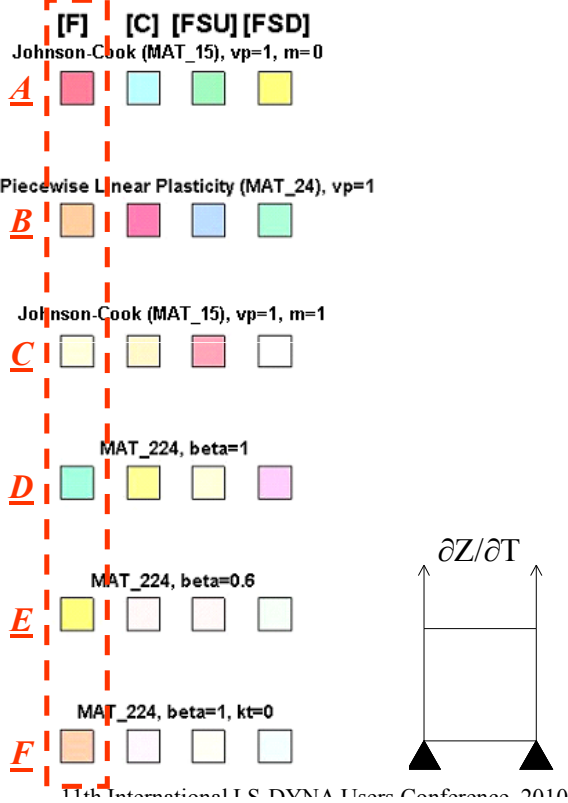 [F] [C] [FSU] [FSD]
Johnson-Cook (MAT_15), vp=1, m=0
A
Piecewise Linear Plasticity (MAT_24), vp=1
B
Johnson-Cook (MAT_15), vp=1, m=1
C
MAT_224, beta=1
D
∂Z/∂T
MAT_224, beta=0.6
E
MAT_224, beta=1, kt=0
F
11th International LS-DYNA Users Conference, 2010